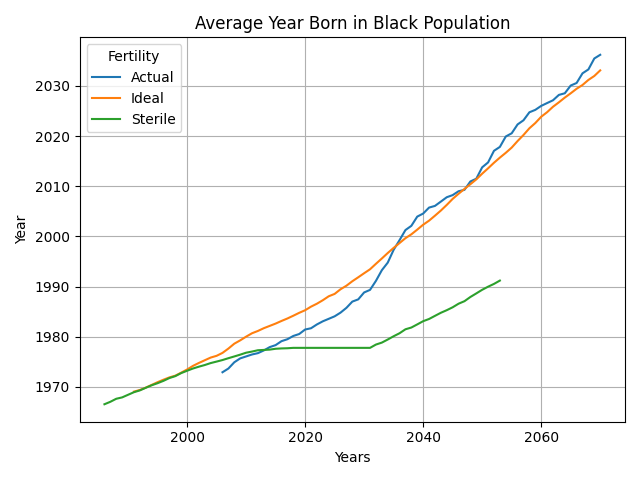 Average Year Born in Black Population
Fertility
Actual
Ideal
Sterile
Year
2030
2020
2010
2000
1990
1980
1970
2000
2020
2040
2060
Years